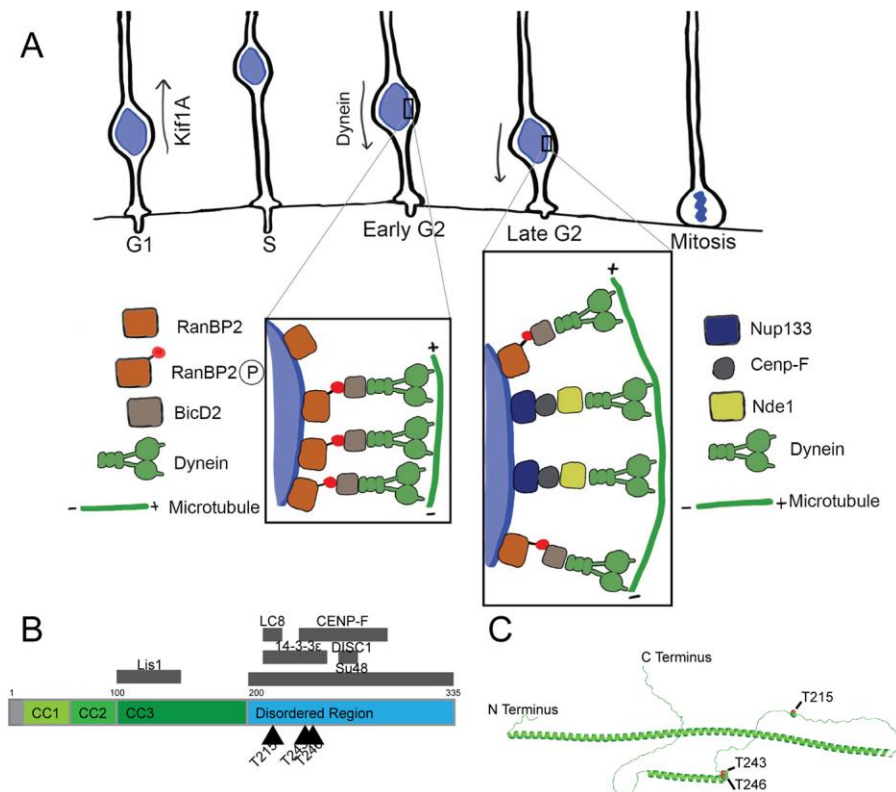 A
Kif1A
Dynein
G1
S
Early G2
Late G2
Mitosis
RanBP2
RanBP2 P
BicD2
Dynein
- + Microtubule
+
-
+
-
Nup133
Cenp-F
Nde1
Dynein
- + Microtubule
B
LC8 CENP-F
14-3-3ε DISC1
Lis1 Su48
1 100 200 335
CC1 CC2 CC3 Disordered Region
T215 T243 T246
C
C Terminus
N Terminus
T215
T243
T246